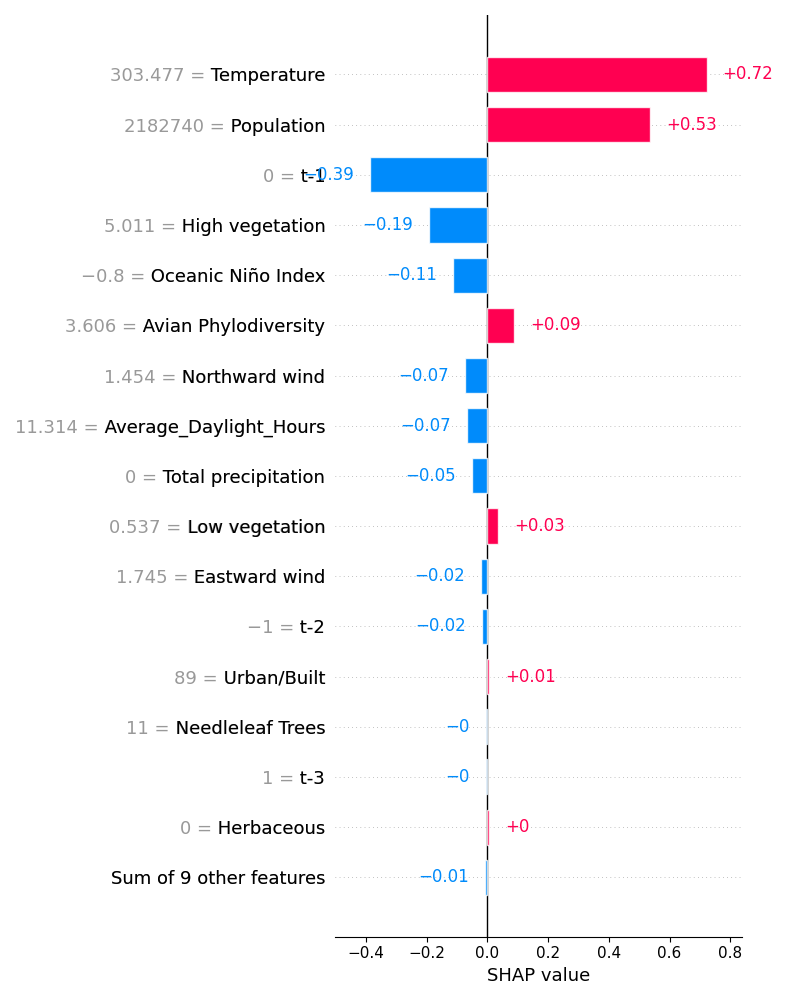 303.477 = Temperature +0.72
2182740 = Population +0.53
0 = t-1 −0.39
5.011 = High vegetation −0.19
−0.8 = Oceanic Niño Index −0.11
3.606 = Avian Phylodiversity +0.09
1.454 = Northward wind −0.07
11.314 = Average_Daylight_Hours −0.07
0 = Total precipitation −0.05
0.537 = Low vegetation +0.03
1.745 = Eastward wind −0.02
−1 = t-2 −0.02
89 = Urban/Built +0.01
11 = Needleleaf Trees −0
1 = t-3 −0
0 = Herbaceous +0
Sum of 9 other features −0.01
−0.4 −0.2 0.0 0.2 0.4 0.6 0.8
SHAP value